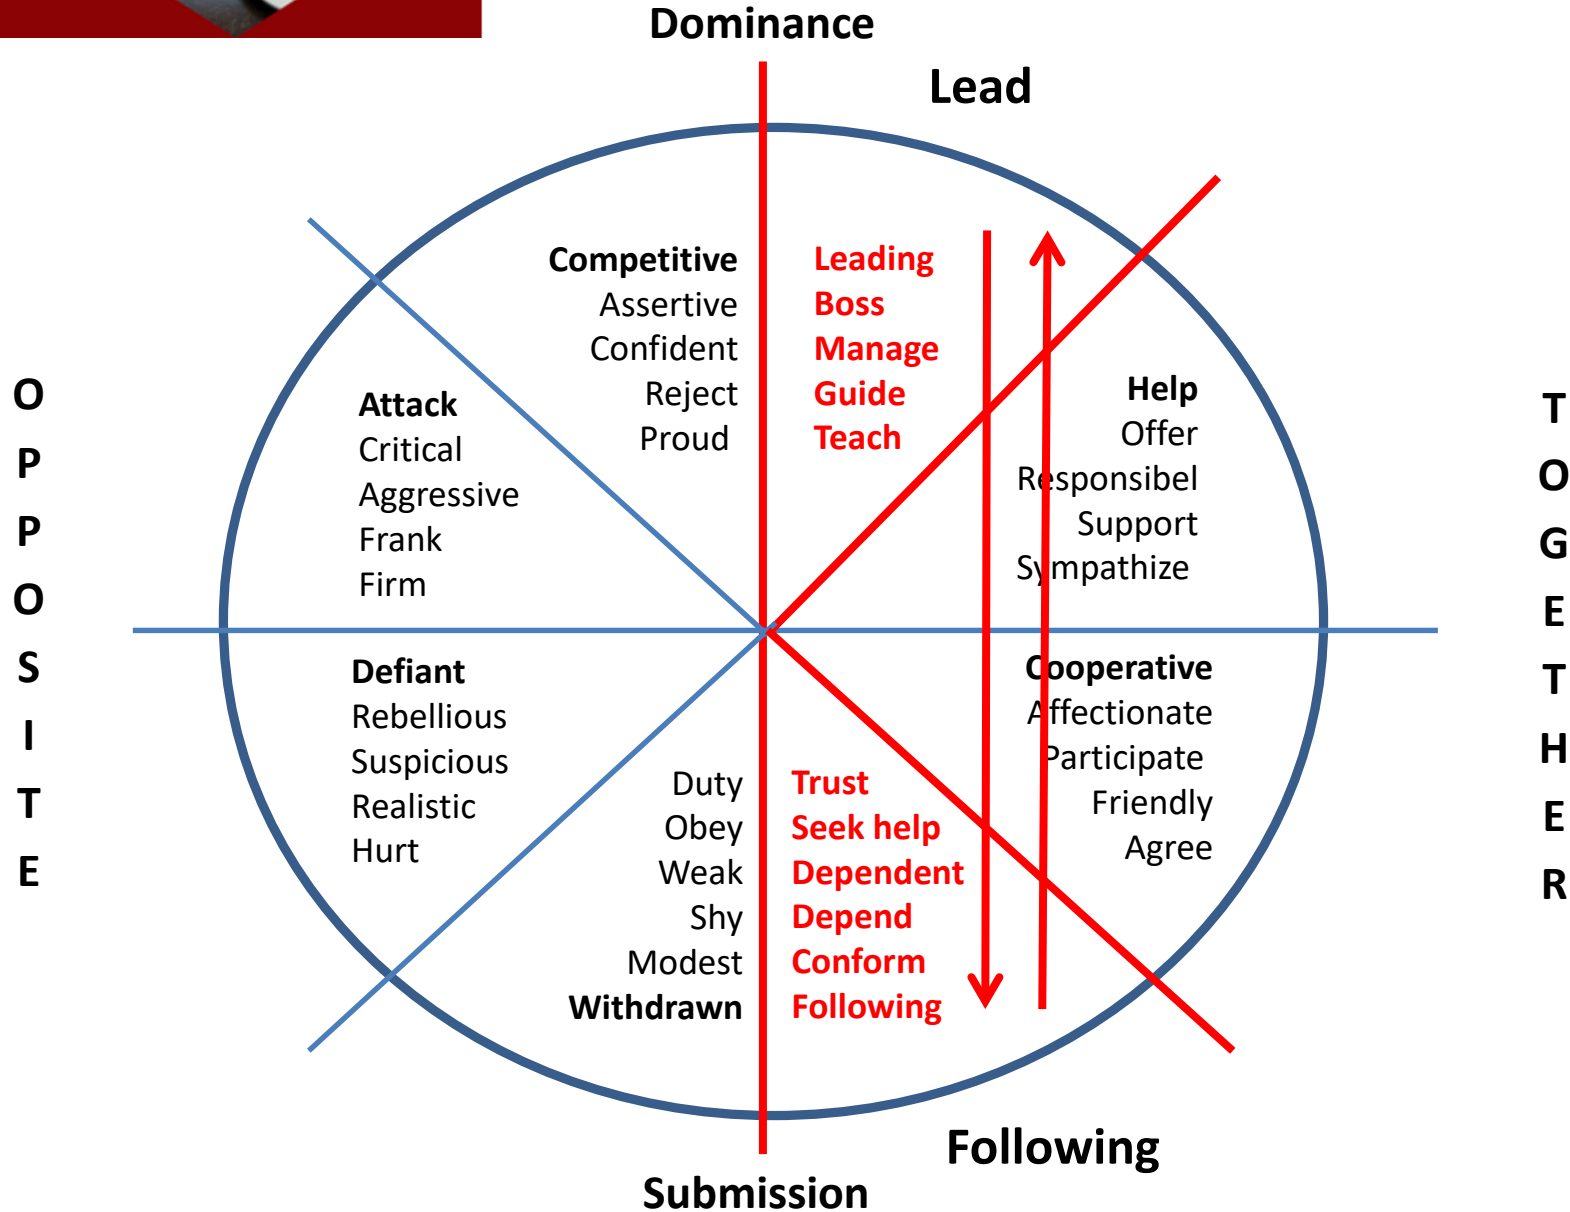 Dominance
Lead
Competitive
Assertive
Confident
Reject
Proud
Leading
Boss
Manage
Guide
Teach
Attack
Critical
Aggressive
Frank
Firm
Help
Offer
Responsibel
Support
Sympathize
OPPOSITE
TOGETHER
Defiant
Rebellious
Suspicious
Realistic
Hurt
Cooperative
Affectionate
Participate
Friendly
Agree
Duty
Obey
Weak
Shy
Modest
Withdrawn
Trust
Seek help
Dependent
Depend
Conform
Following
Following
Submission